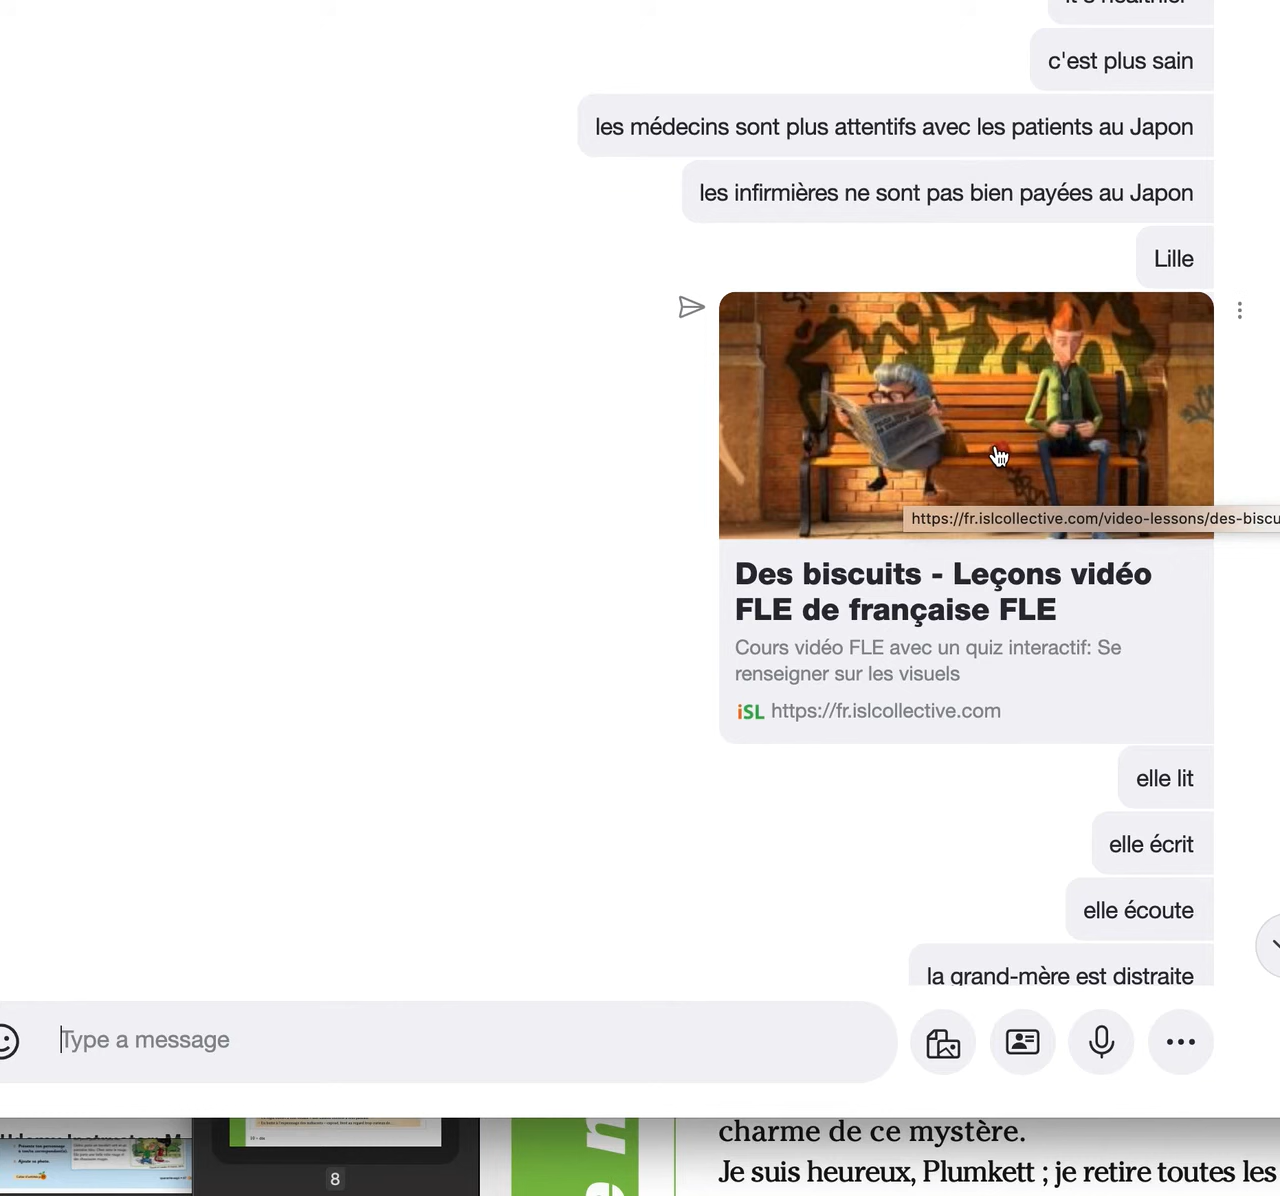 it's healthier
c'est plus sain
les médecins sont plus attentifs avec les patients au Japon
les infirmières ne sont pas bien payées au Japon
Lille
https://fr.islcollective.com/video-lessons/des-biscu
Des biscuits - Leçons vidéo
FLE de française FLE
Cours vidéo FLE avec un quiz interactif: Se
renseigner sur les visuels
iSL https://fr.islcollective.com
elle lit
elle écrit
elle écoute
la grand-mère est distraite
Type a message
8
charme de ce mystère.
Je suis heureux, Plumkett ; je retire toutes les